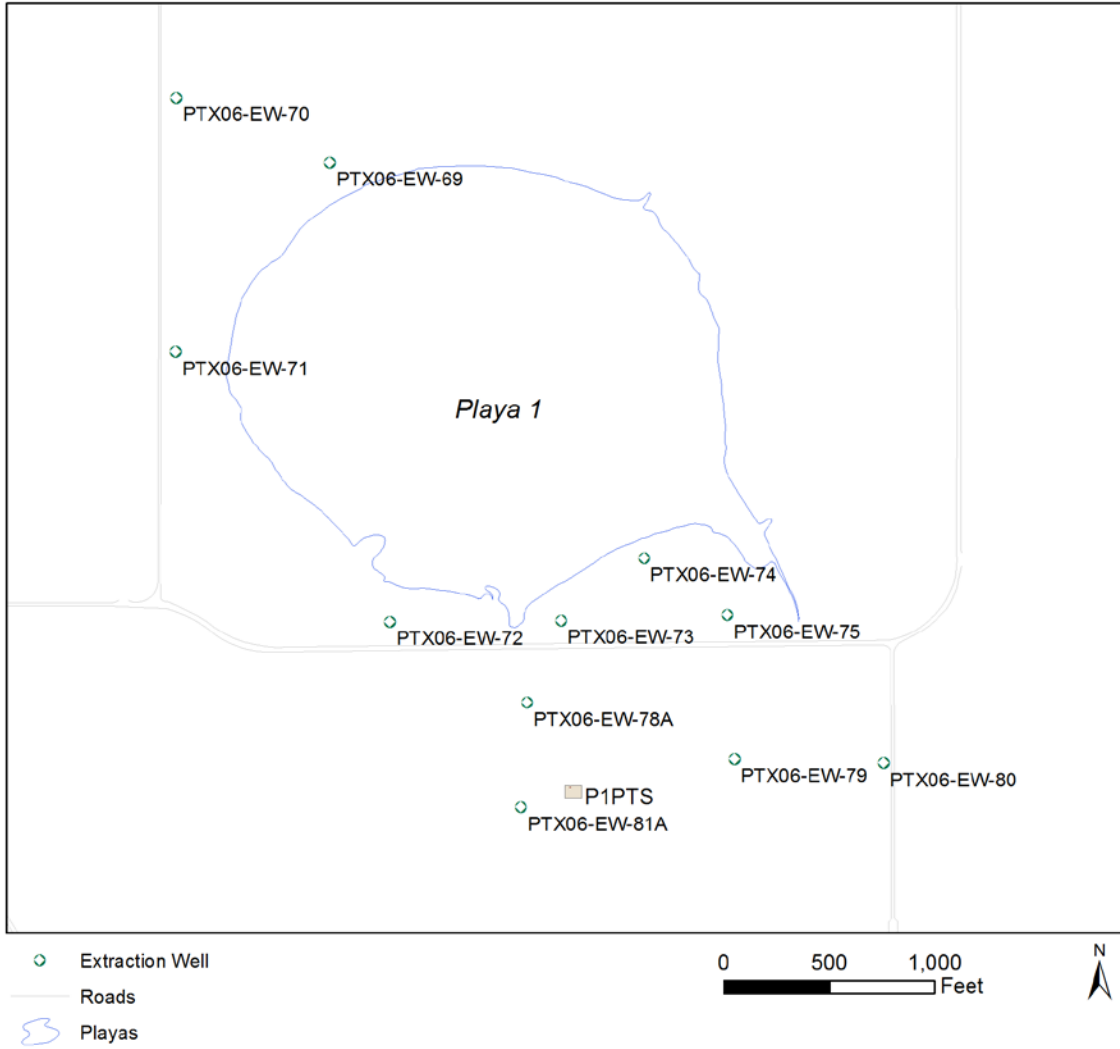 PTX06-EW-70
PTX06-EW-69
PTX06-EW-71
Playa 1
PTX06-EW-74
PTX06-EW-72
PTX06-EW-73
PTX06-EW-75
PTX06-EW-78A
PTX06-EW-79
PTX06-EW-80
P1PTS
PTX06-EW-81A
Extraction Well
Roads
Playas
0 500 1,000
Feet
N